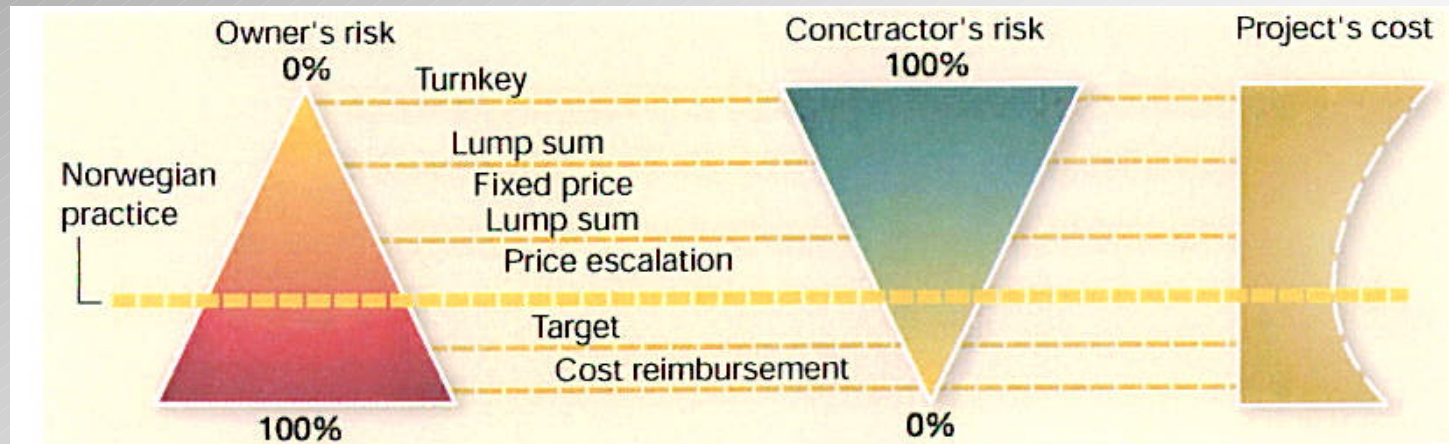 Owner's risk
0%
Conctractor's risk
100%
Project's cost
Turnkey
Lump sum
Fixed price
Lump sum
Price escalation
Norwegian
practice
Target
Cost reimbursement
100%
0%